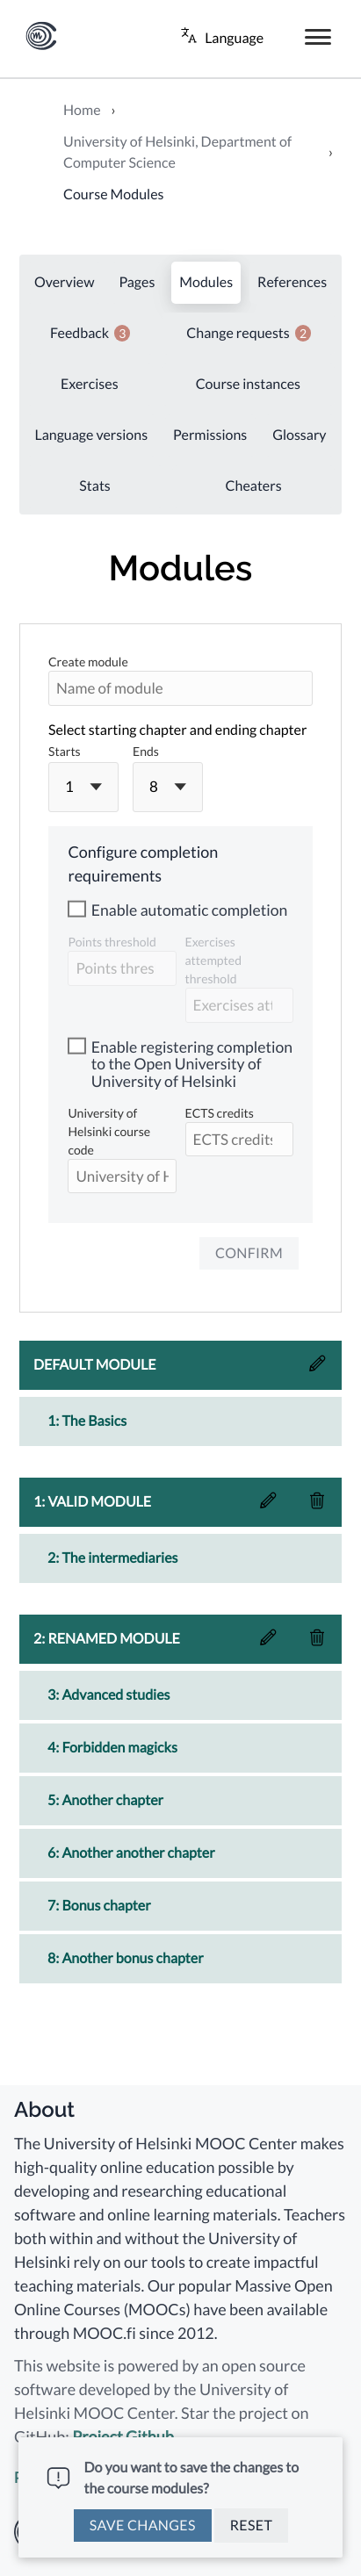 Language
Home ›
University of Helsinki, Department of
Computer Science ›
Course Modules
Overview Pages Modules References
Feedback 3 Change requests 2
Exercises Course instances
Language versions Permissions Glossary
Stats Cheaters
Modules
Create module
Name of module
Select starting chapter and ending chapter
Starts Ends
1 8
Configure completion
requirements
Enable automatic completion
Points threshold
Points thres
Exercises
attempted
threshold
Exercises att
Enable registering completion
to the Open University of
University of Helsinki
University of
Helsinki course
code
University of H
ECTS credits
ECTS credits
CONFIRM
DEFAULT MODULE
1: The Basics
1: VALID MODULE
2: The intermediaries
2: RENAMED MODULE
3: Advanced studies
4: Forbidden magicks
5: Another chapter
6: Another another chapter
7: Bonus chapter
8: Another bonus chapter
About
The University of Helsinki MOOC Center makes
high-quality online education possible by
developing and researching educational
software and online learning materials. Teachers
both within and without the University of
Helsinki rely on our tools to create impactful
teaching materials. Our popular Massive Open
Online Courses (MOOCs) have been available
through MOOC.fi since 2012.
This website is powered by an open source
software developed by the University of
Helsinki MOOC Center. Star the project on
GitHub: Project Github
Do you want to save the changes to
the course modules?
SAVE CHANGES RESET